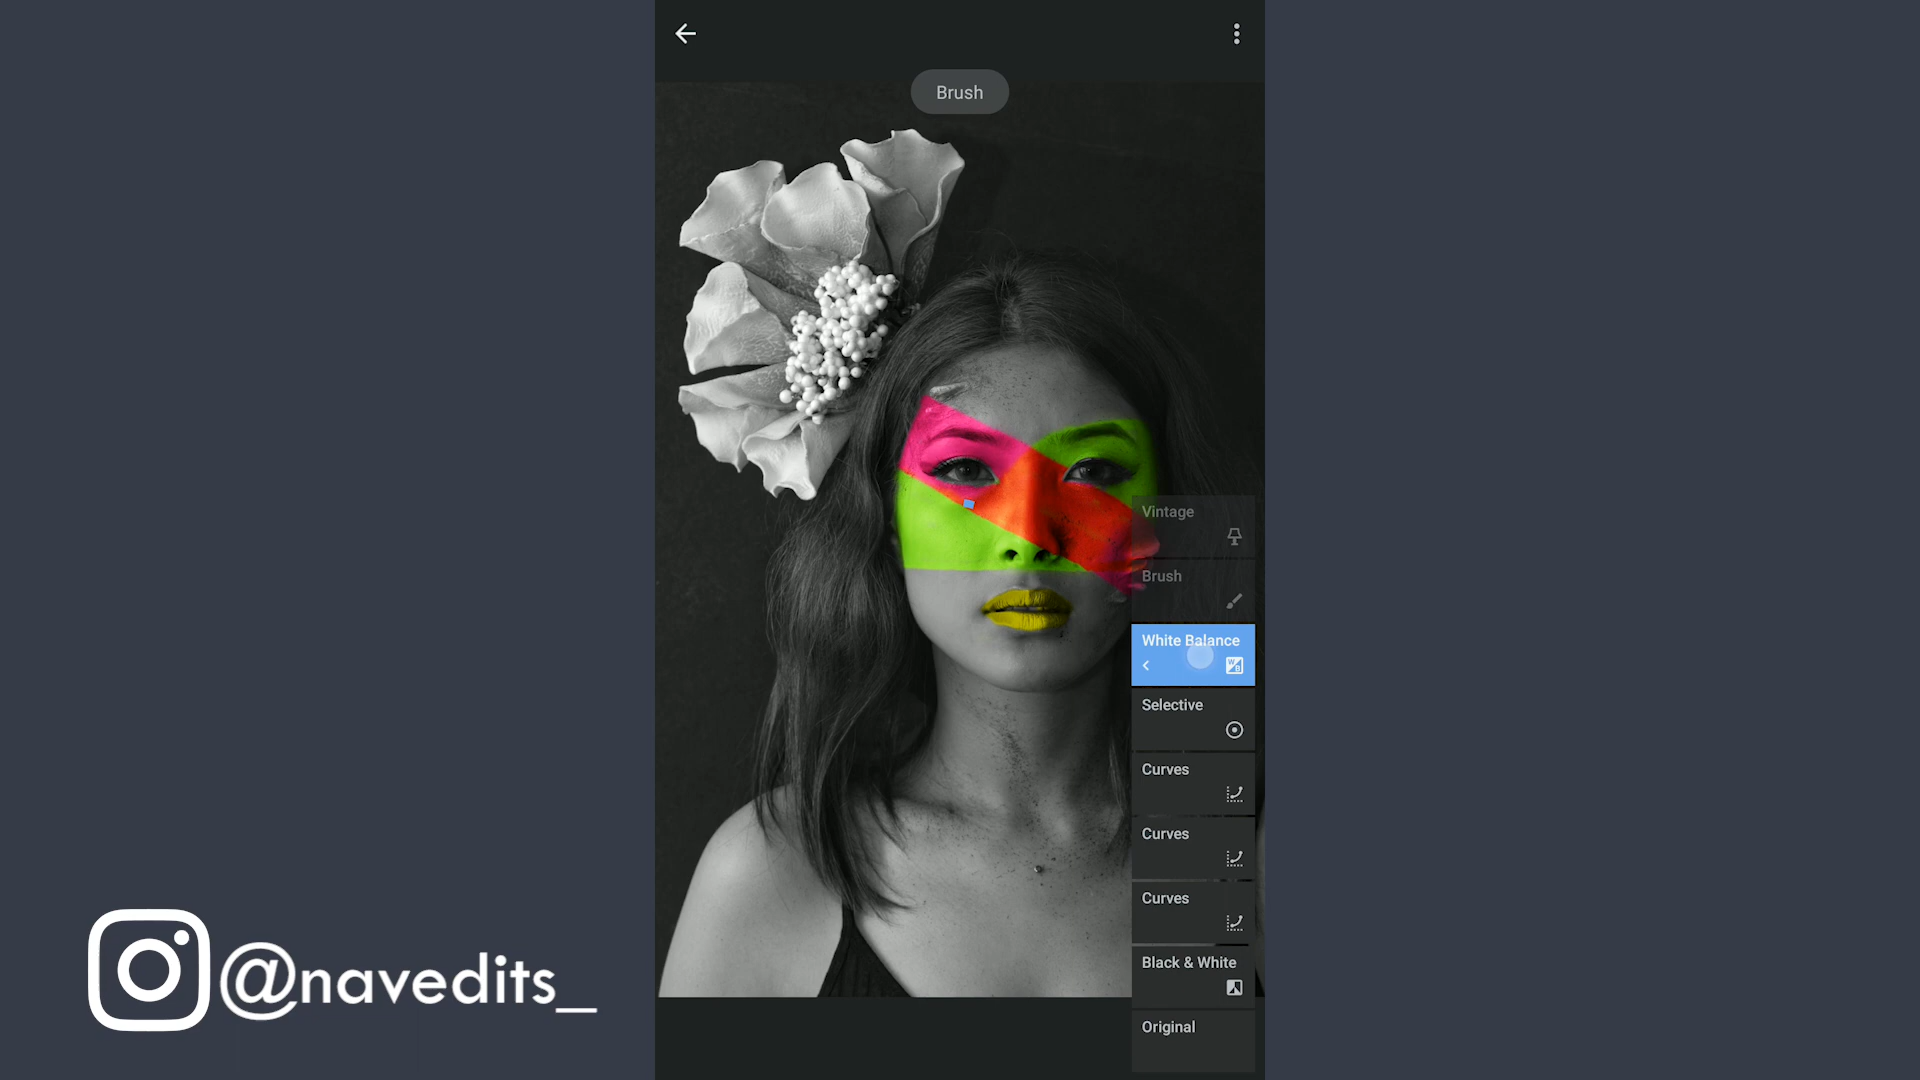 Brush
Vintage
Brush
White Balance
Selective
Curves
Curves
Curves
Black & White
Original
@navedits_